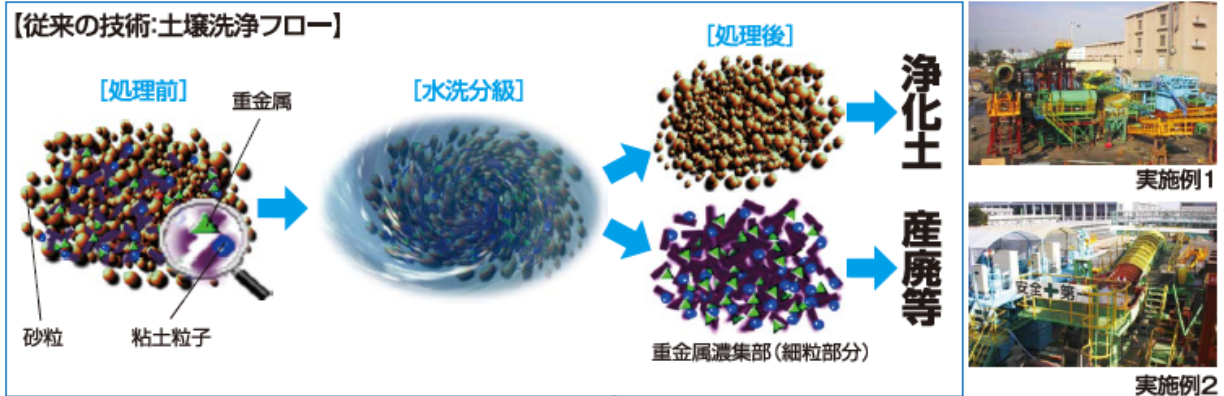 【従来の技術:土壌洗浄フロー】
[処理前]
重金属
砂粒
粘土粒子
[水洗分級]
[処理後]
浄化土
産廃等
重金属濃集部(細粒部分)
実施例1
安全✚第
実施例2